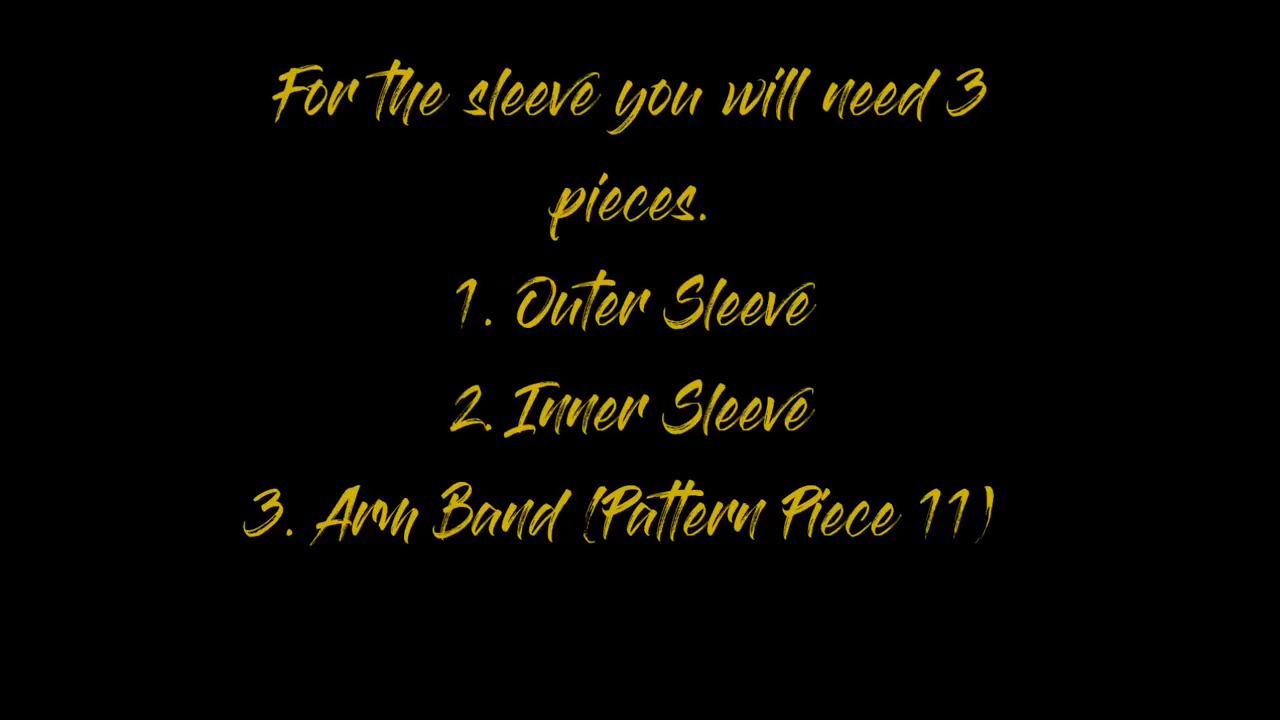 For the sleeve you will need 3
pieces.
1. Outer Sleeve
2. Inner Sleeve
3. Arm Band (Pattern Piece 11)